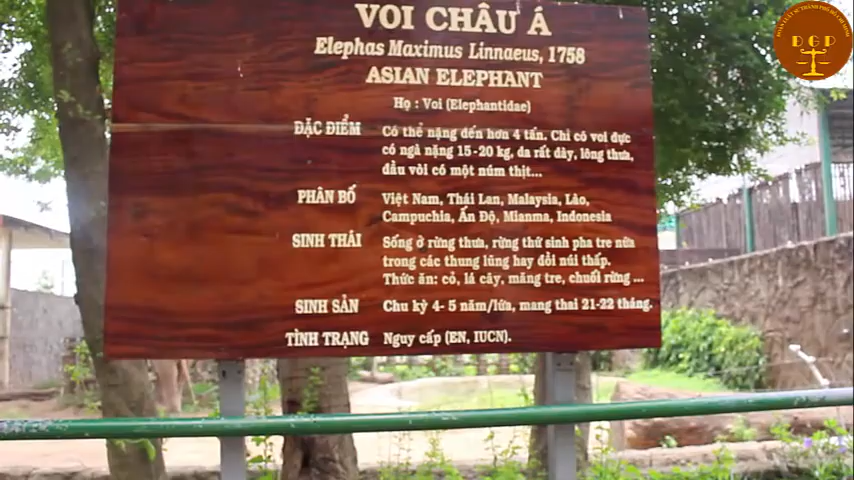 VOI CHÂU Á
Elephas Maximus Linnaeus, 1758
ASIAN ELEPHANT
Họ : Voi (Elephantidae)
ĐẶC ĐIỂM Có thể nặng đến hơn 4 tấn. Chỉ có voi đực
có ngà nặng 15-20 kg, da rất dày, lông thưa,
đầu vòi có một núm thịt...
PHÂN BỐ Việt Nam, Thái Lan, Malaysia, Lào,
Campuchia, Ấn Độ, Mianma, Indonesia
SINH THÁI Sống ở rừng thưa, rừng thứ sinh pha tre nứa
trong các thung lũng hay đồi núi thấp.
Thức ăn: cỏ, lá cây, măng tre, chuối rừng ...
SINH SẢN Chu kỳ 4- 5 năm/lứa, mang thai 21-22 tháng.
TÌNH TRẠNG Nguy cấp (EN, IUCN).
ĐGP